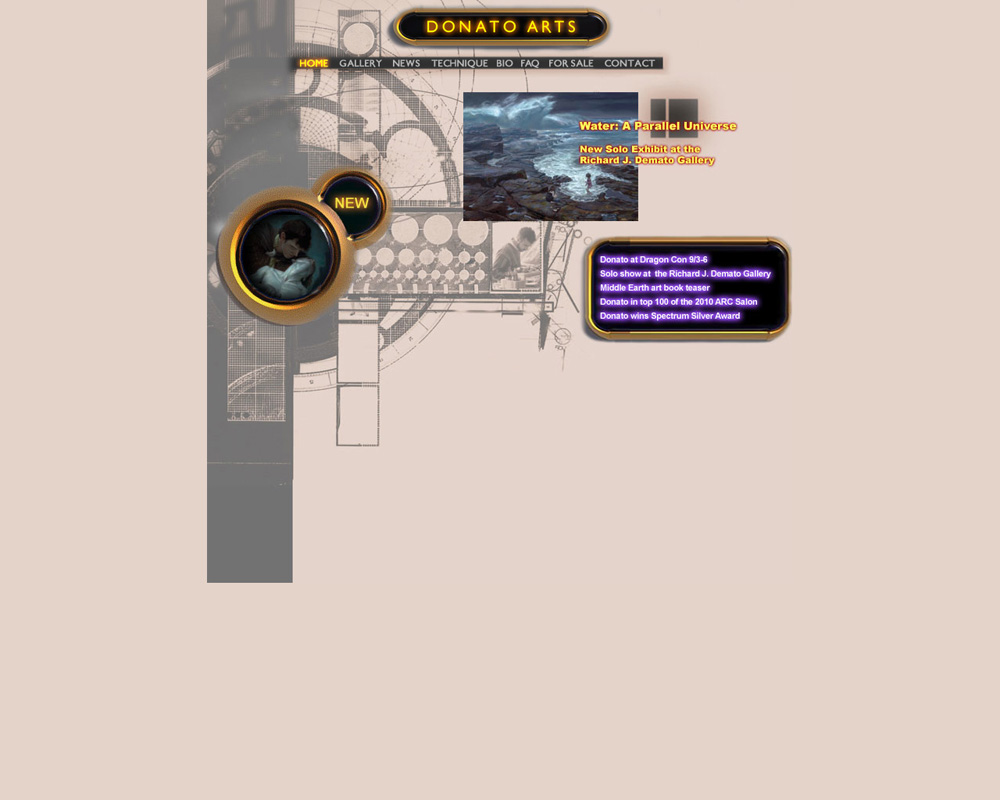 DONATO ARTS
HOME GALLERY NEWS TECHNIQUE BIO FAQ FOR SALE CONTACT
Water: A Parallel Universe
New Solo Exhibit at the
Richard J. Demato Gallery
NEW
Donato at Dragon Con 9/3-6
Solo show at the Richard J. Demato Gallery
Middle Earth art book teaser
Donato in top 100 of the 2010 ARC Salon
Donato wins Spectrum Silver Award